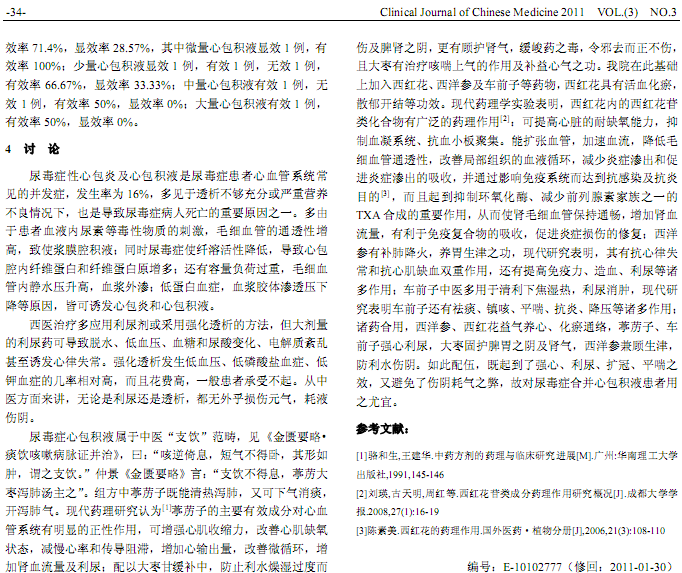 -34-
Clinical Journal of Chinese Medicine 2011 VOL.(3) NO.3
效率 71.4%，显效率 28.57%，其中微量心包积液显效 1 例，有
效率 100%；少量心包积液显效 1 例，有效 1 例，无效 1 例，
有效率 66.67%，显效率 33.33%；中量心包积液有效 1 例，无
效 1 例，有效率 50%，显效率 0%；大量心包积液有效 1 例，
有效率 50%，显效率 0%。
4 讨 论
尿毒症性心包炎及心包积液是尿毒症患者心血管系统常
见的并发症，发生率为 16%，多见于透析不够充分或严重营养
不良情况下，也是导致尿毒症病人死亡的重要原因之一。多由
于患者血液内尿素等毒性物质的刺激，毛细血管的通透性增
高，致使浆膜腔积液；同时尿毒症使纤溶活性降低，导致心包
腔内纤维蛋白和纤维蛋白原增多；还有容量负荷过重，毛细血
管内静水压升高，血浆外渗；低蛋白血症，血浆胶体渗透压下
降等原因，皆可诱发心包炎和心包积液。
西医治疗多应用利尿剂或采用强化透析的方法，但大剂量
的利尿药可导致脱水、低血压、血糖和尿酸变化、电解质紊乱
甚至诱发心律失常。强化透析发生低血压、低磷酸盐血症、低
钾血症的几率相对高，而且花费高，一般患者承受不起。从中
医方面来讲，无论是利尿还是透析，都无外乎损伤元气，耗液
伤阴。
尿毒症心包积液属于中医“支饮”范畴，见《金匮要略•
痰饮咳嗽病脉证并治》，曰：“咳逆倚息，短气不得卧，其形如
肿，谓之支饮。”仲景《金匮要略》言：“支饮不得息，葶苈大
枣泻肺汤主之”。组方中葶苈子既能清热泻肺，又可下气消痰，
开泻肺气。现代药理研究认为[1]葶苈子的主要有效成分对心血
管系统有明显的正性作用，可增强心肌收缩力，改善心肌缺氧
状态，减慢心率和传导阻滞，增加心输出量，改善微循环，增
加肾血流量及利尿；配以大枣甘缓补中，防止利水燥湿过度而
伤及脾肾之阴，更有顾护肾气，缓峻药之毒，令邪去而正不伤，
且大枣有治疗咳喘上气的作用及补益心气之功。我院在此基础
上加入西红花、西洋参及车前子等药物，西红花具有活血化瘀，
散郁开结等功效。现代药理学实验表明，西红花内的西红花苷
类化合物有广泛的药理作用[2]：可提高心脏的耐缺氧能力，抑
制血凝系统、抗血小板聚集。能扩张血管，加速血流，降低毛
细血管通透性，改善局部组织的血液循环，减少炎症渗出和促
进炎症渗出的吸收，并通过影响免疫系统而达到抗感染及抗炎
目的[3]，而且起到抑制环氧化酶、减少前列腺素家族之一的
TXA 合成的重要作用，从而使肾毛细血管保持通畅，增加肾血
流量，有利于免疫复合物的吸收，促进炎症损伤的修复；西洋
参有补肺降火，养胃生津之功，现代研究表明，其有抗心律失
常和抗心肌缺血双重作用，还有提高免疫力、造血、利尿等诸
多作用；车前子中医多用于清利下焦湿热，利尿消肿，现代研
究表明车前子还有祛痰、镇咳、平喘、抗炎、降压等诸多作用；
诸药合用，西洋参、西红花益气养心、化瘀通络，葶苈子、车
前子强心利尿，大枣固护脾胃之阴及肾气，西洋参兼顾生津，
防利水伤阴。如此配伍，既起到了强心、利尿、扩冠、平喘之
效，又避免了伤阴耗气之弊，故对尿毒症合并心包积液患者用
之尤宜。
参考文献：
[1]骆和生,王建华.中药方剂的药理与临床研究进展[M].广州:华南理工大学
出版社,1991,145-146
[2]刘瑛,古天明,周红等.西红花苷类成分药理作用研究概况[J].成都大学学
报.2008,27(1):16-19
[3]陈素美.西红花的药理作用.国外医药•植物分册[J],2006,21(3):108-110
编号：E-10102777（修回：2011-01-30）